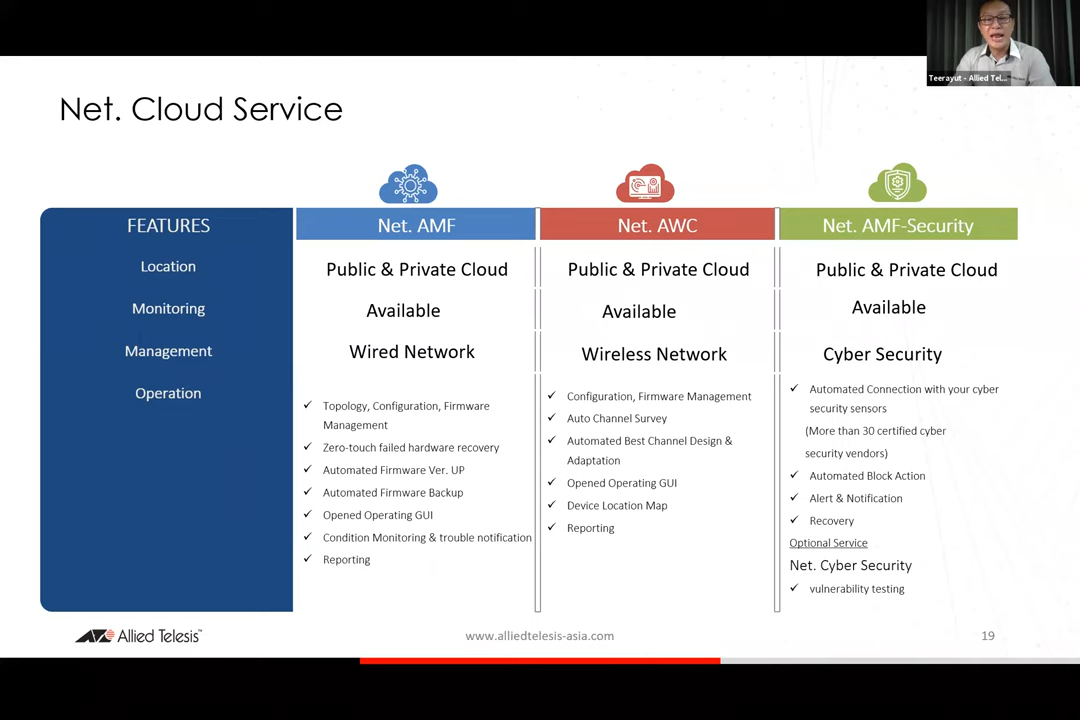 Teerayut - Allied Tel...
Net. Cloud Service
FEATURES
Location
Monitoring
Management
Operation
Net. AMF
Public & Private Cloud
Available
Wired Network
✓ Topology, Configuration, Firmware
Management
✓ Zero-touch failed hardware recovery
✓ Automated Firmware Ver. UP
✓ Automated Firmware Backup
✓ Opened Operating GUI
✓ Condition Monitoring & trouble notification
✓ Reporting
Net. AWC
Public & Private Cloud
Available
Wireless Network
✓ Configuration, Firmware Management
✓ Auto Channel Survey
✓ Automated Best Channel Design &
Adaptation
✓ Opened Operating GUI
✓ Device Location Map
✓ Reporting
Net. AMF-Security
Public & Private Cloud
Available
Cyber Security
✓ Automated Connection with your cyber
security sensors
(More than 30 certified cyber
security vendors)
✓ Automated Block Action
✓ Alert & Notification
✓ Recovery
Optional Service
Net. Cyber Security
✓ vulnerability testing
Allied Telesis™
www.alliedtelesis-asia.com
19